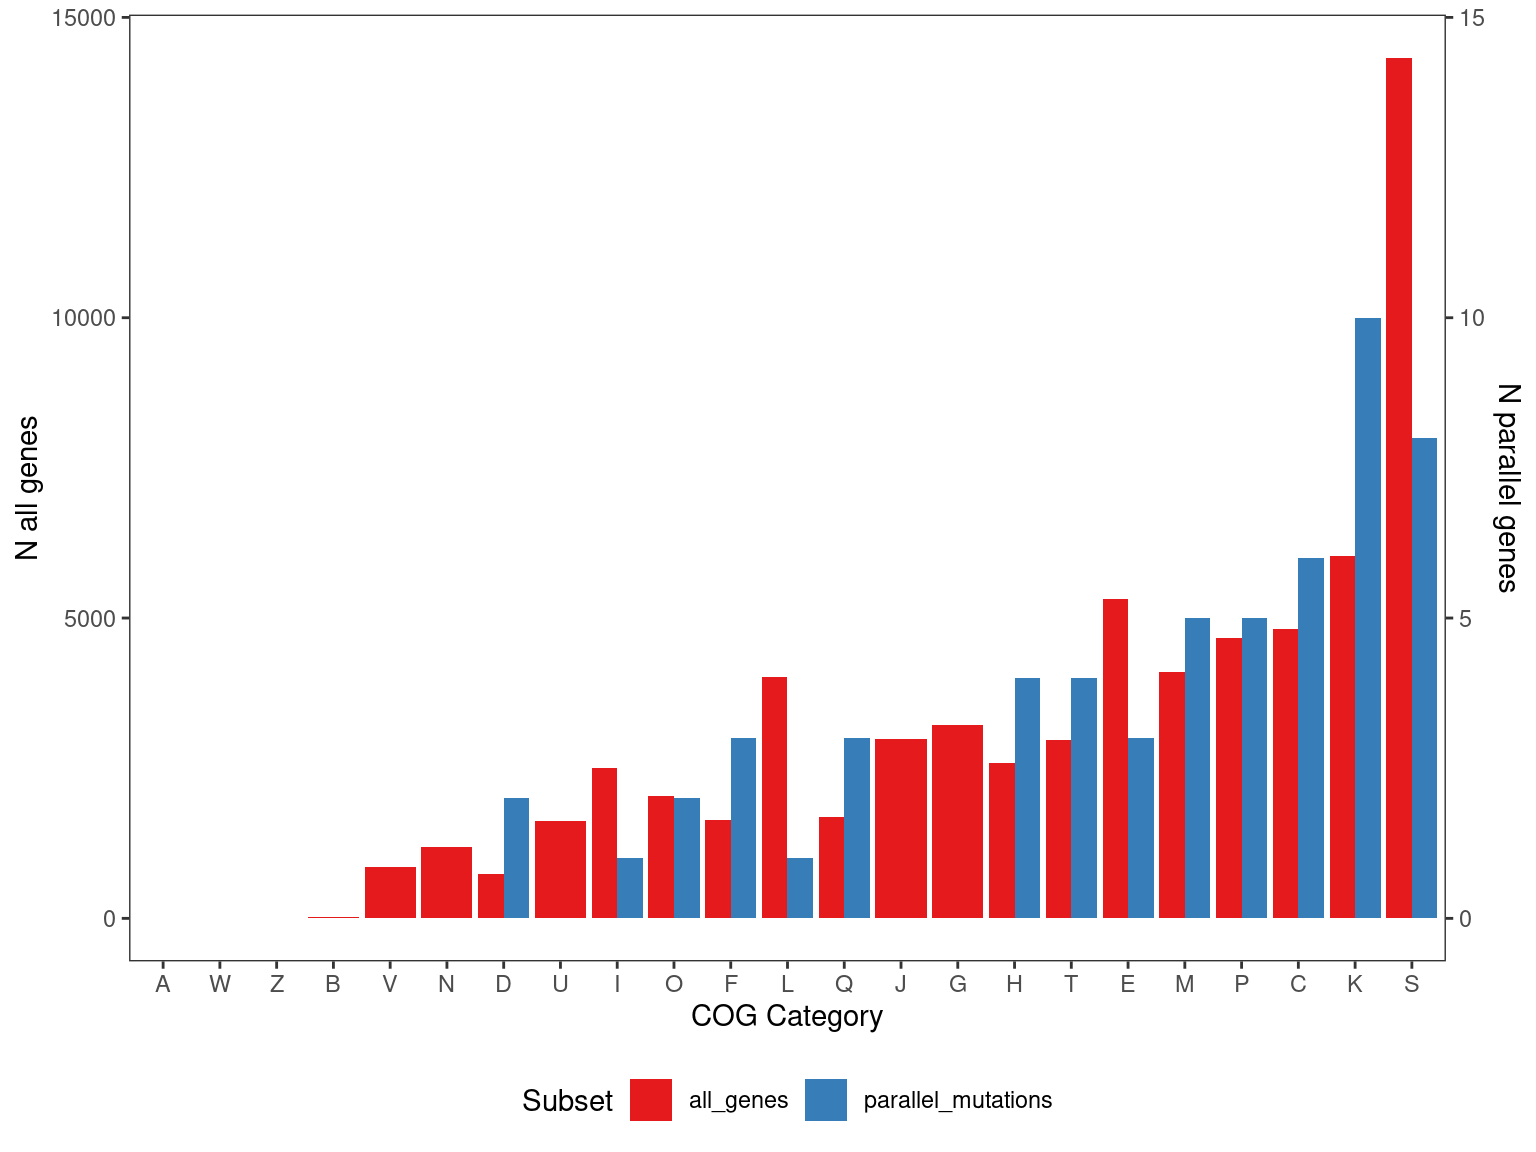 15000
10000
5000
0
N all genes
15
10
5
0
N parallel genes
A W Z B V N D U I O F L Q J G H T E M P C K S
COG Category
Subset all_genes parallel_mutations